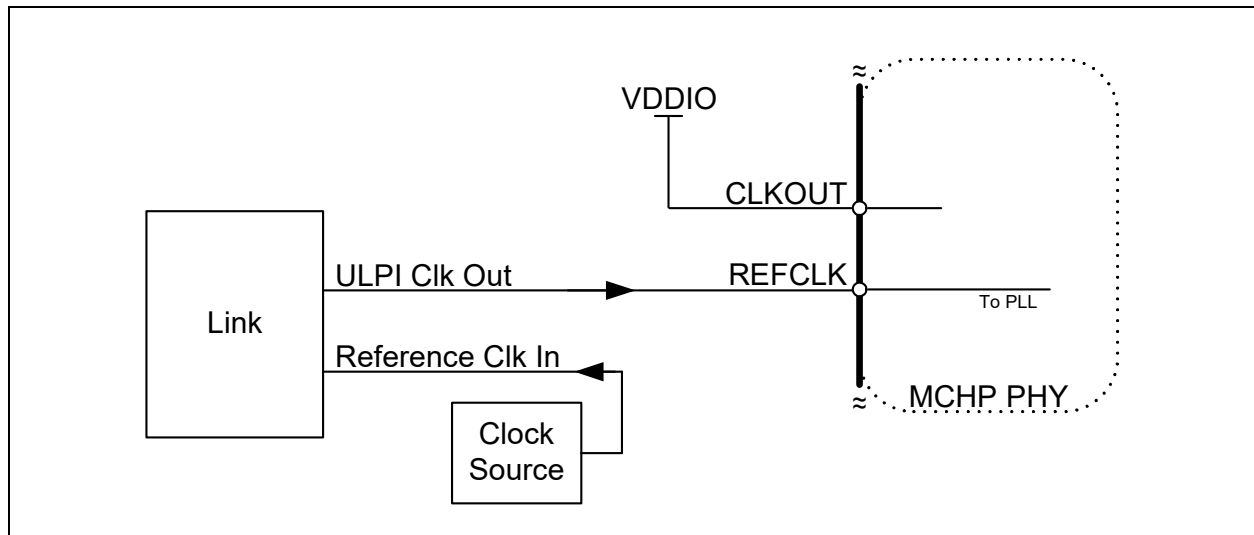 VDDIO
CLKOUT
ULPI Clk Out
REFCLK
To PLL
Link
Reference Clk In
MCHP PHY
Clock
Source